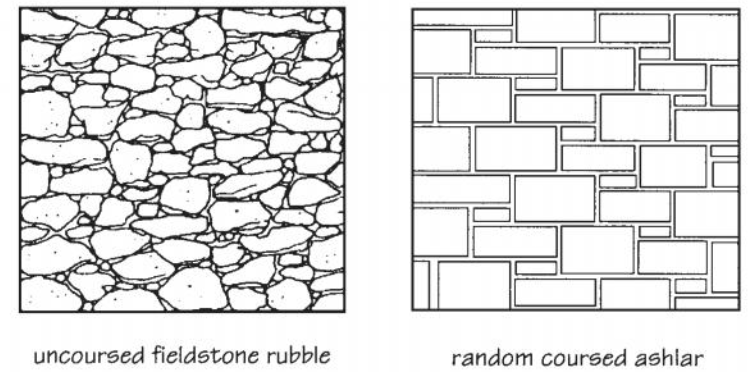 uncoursed fieldstone rubble
random coursed ashlar